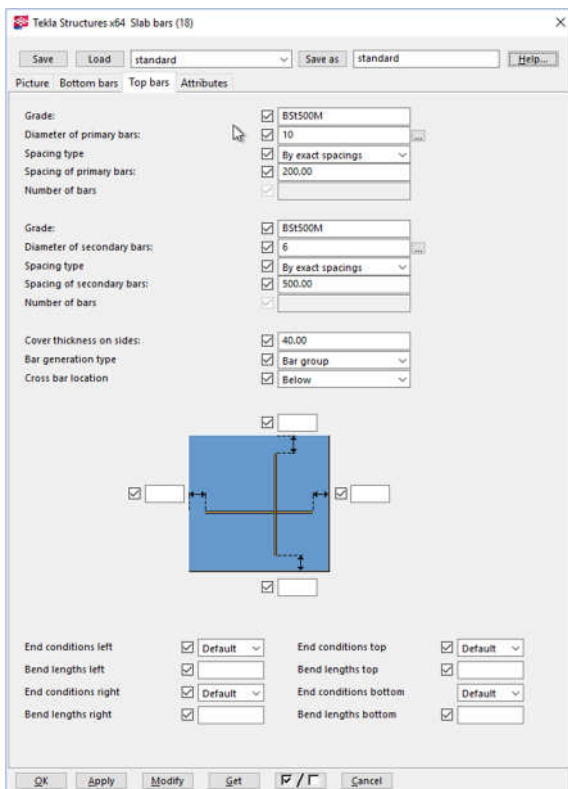 Tekla Structures x64 Slab bars (18)
Save Load standard Save as standard Help...
Picture Bottom bars Top bars Attributes
Grade: BSt500M
Diameter of primary bars: 10 ...
Spacing type By exact spacings
Spacing of primary bars: 200.00
Number of bars
Grade: BSt500M
Diameter of secondary bars: 6 ...
Spacing type By exact spacings
Spacing of secondary bars: 500.00
Number of bars
Cover thickness on sides: 40.00
Bar generation type Bar group
Cross bar location Below
End conditions left Default End conditions top Default
Bend lengths left Bend lengths top
End conditions right Default End conditions bottom Default
Bend lengths right Bend lengths bottom
OK Apply Modify Get / Cancel